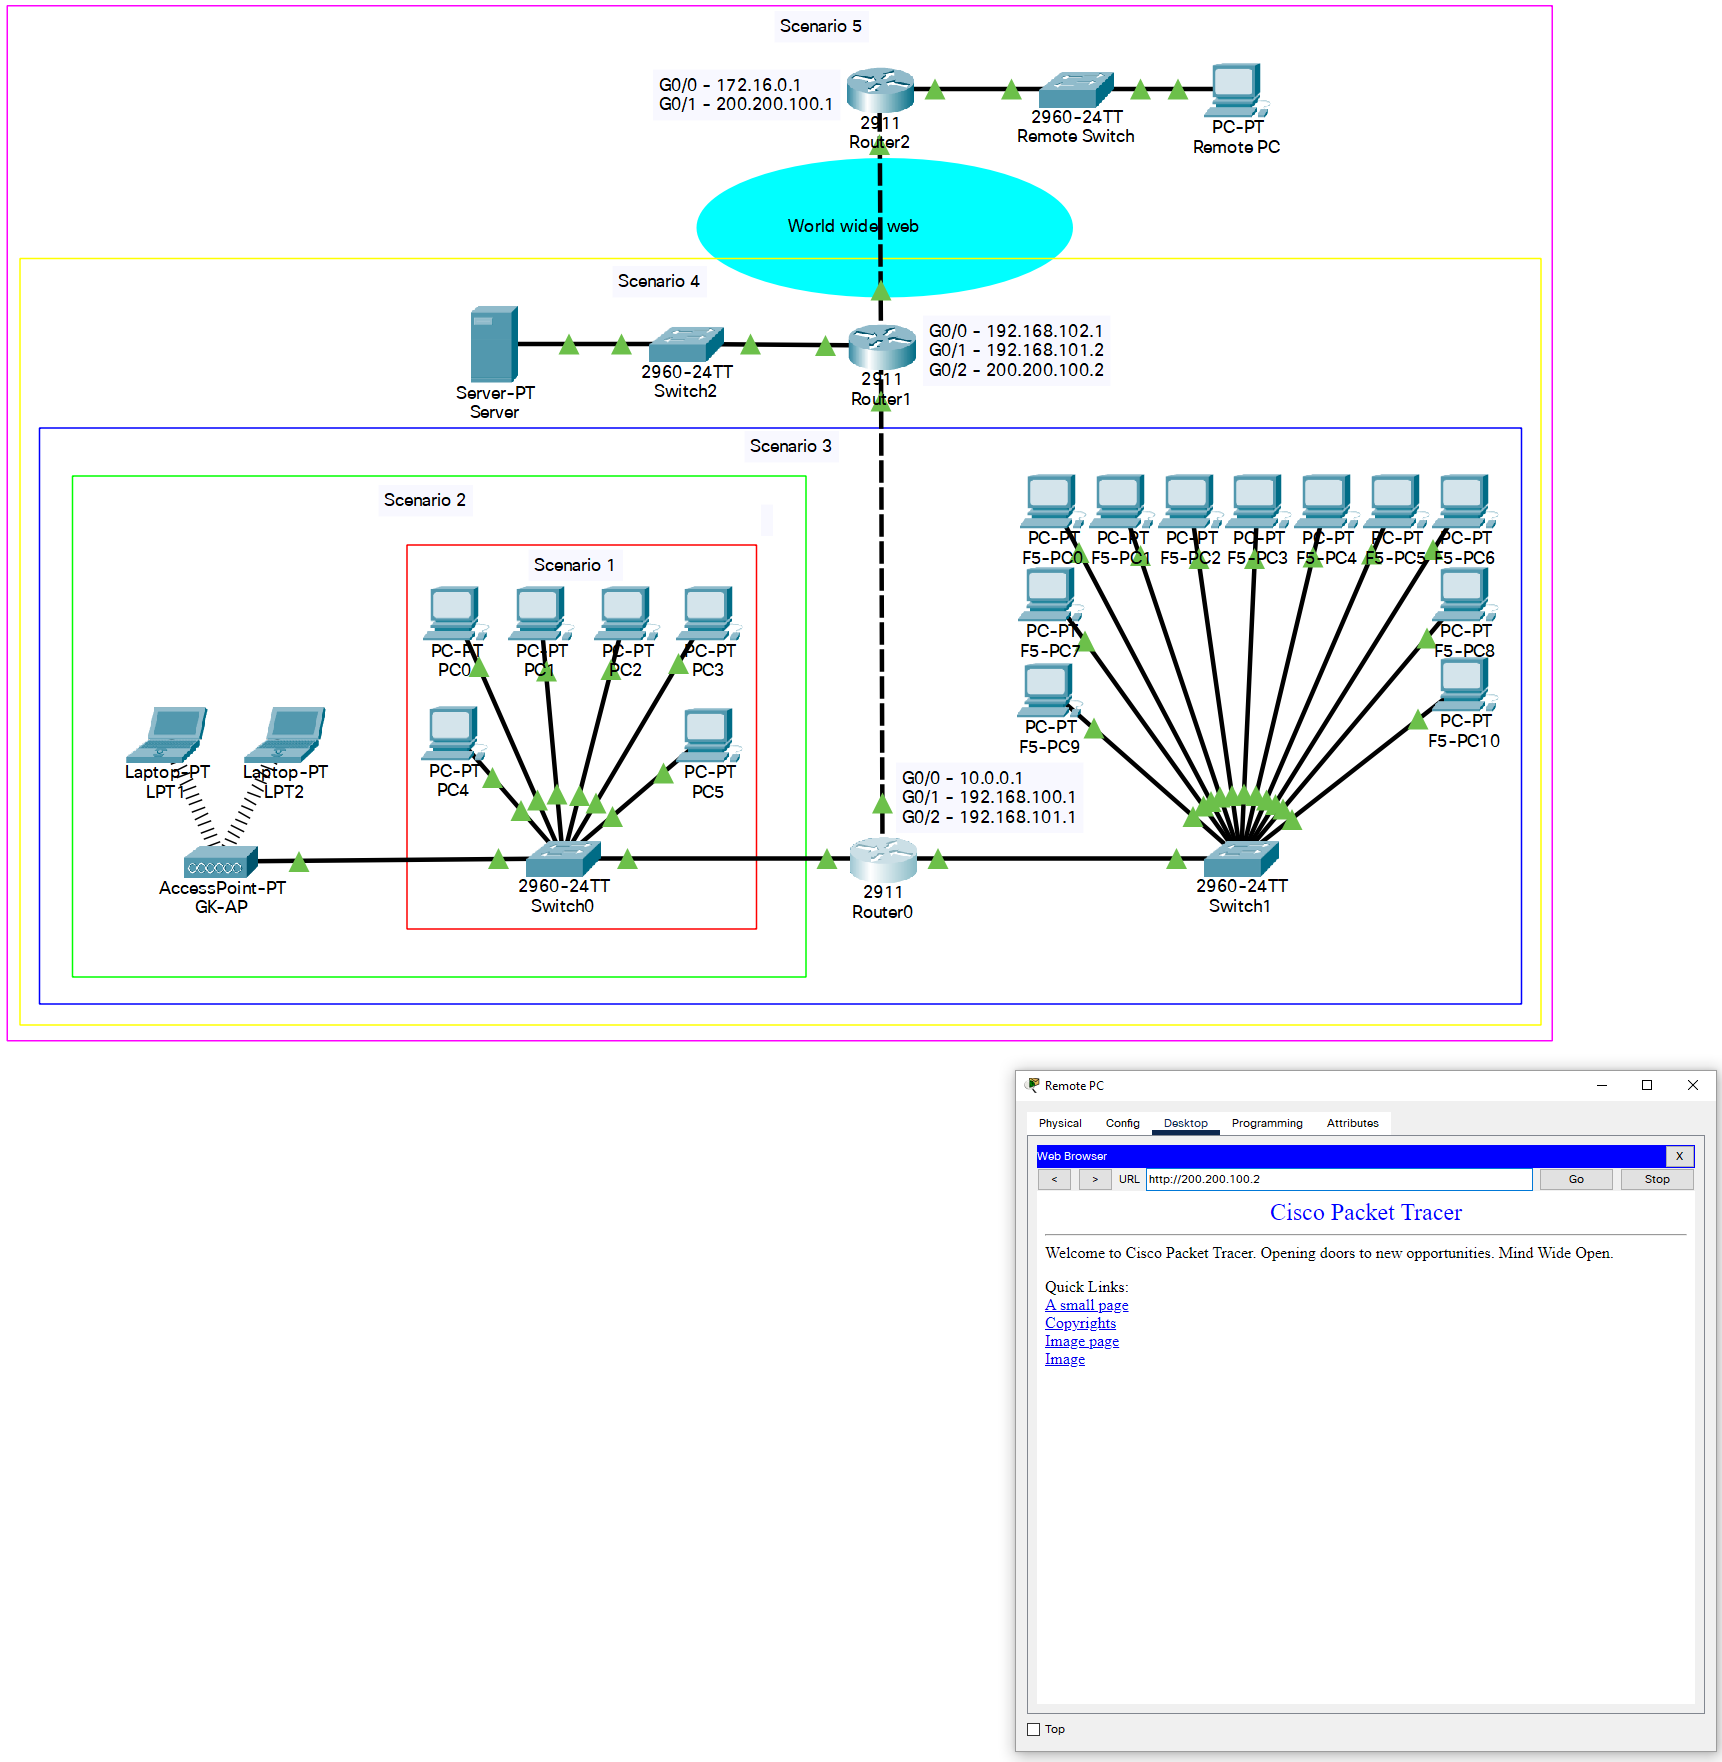 Scenario 5
G0/0 - 172.16.0.1
G0/1 - 200.200.100.1
2911
Router2
2960-24TT
Remote Switch
PC-PT
Remote PC
World wide web
Scenario 4
Server-PT
Server
2960-24TT
Switch2
2911
Router1
G0/0 - 192.168.102.1
G0/1 - 192.168.101.2
G0/2 - 200.200.100.2
Scenario 3
Scenario 2
Scenario 1
PC-PT
PC0
PC-PT
PC1
PC-PT
PC2
PC-PT
PC3
PC-PT
PC4
PC-PT
PC5
Laptop-PT
LPT1
Laptop-PT
LPT2
AccessPoint-PT
GK-AP
2960-24TT
Switch0
G0/0 - 10.0.0.1
G0/1 - 192.168.100.1
G0/2 - 192.168.101.1
2911
Router0
PC-PT
F5-PC0
PC-PT
F5-PC1
PC-PT
F5-PC2
PC-PT
F5-PC3
PC-PT
F5-PC4
PC-PT
F5-PC5
PC-PT
F5-PC6
PC-PT
F5-PC7
PC-PT
F5-PC8
PC-PT
F5-PC9
PC-PT
F5-PC10
2960-24TT
Switch1
Remote PC
Physical Config Desktop Programming Attributes
Web Browser X
< > URL http://200.200.100.2 Go Stop
Cisco Packet Tracer
Welcome to Cisco Packet Tracer. Opening doors to new opportunities. Mind Wide Open.
Quick Links:
A small page
Copyrights
Image page
Image
Top